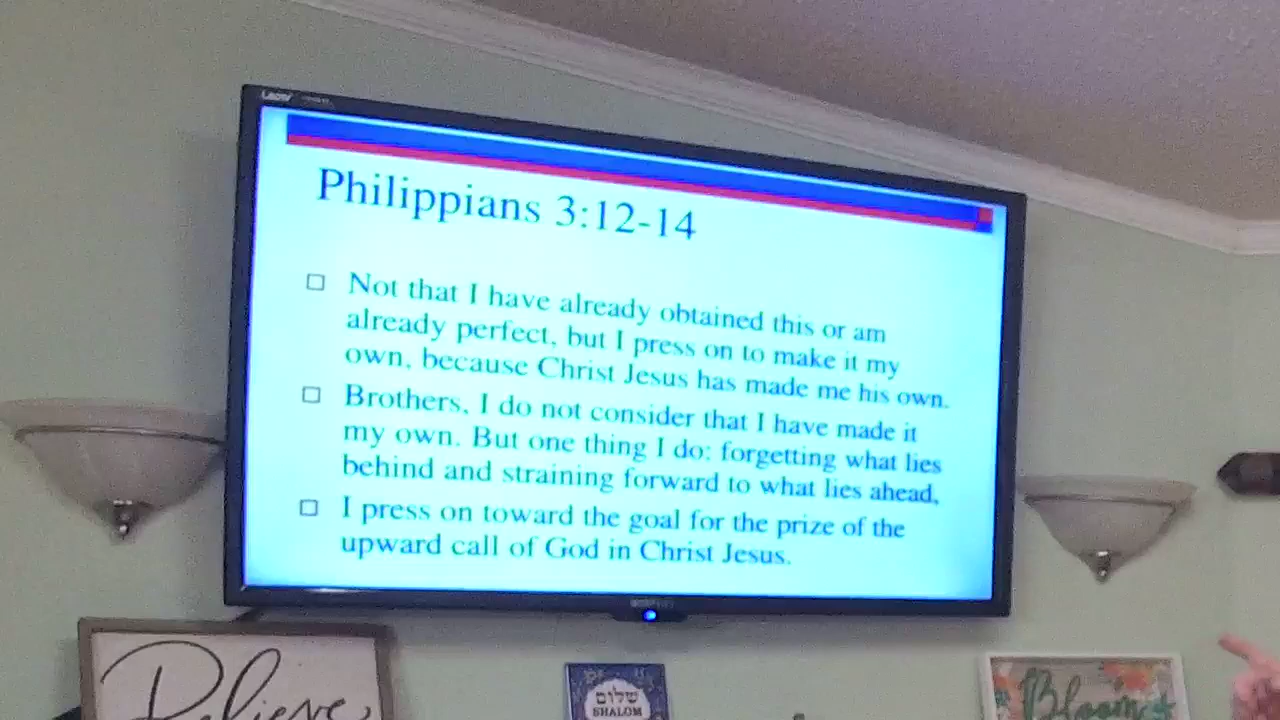 Philippians 3:12-14
Not that I have already obtained this or am
already perfect, but I press on to make it my
own, because Christ Jesus has made me his own.
Brothers, I do not consider that I have made it
my own. But one thing I do: forgetting what lies
behind and straining forward to what lies ahead,
I press on toward the goal for the prize of the
upward call of God in Christ Jesus.
Believe
שלום
SHALOM
Bloom